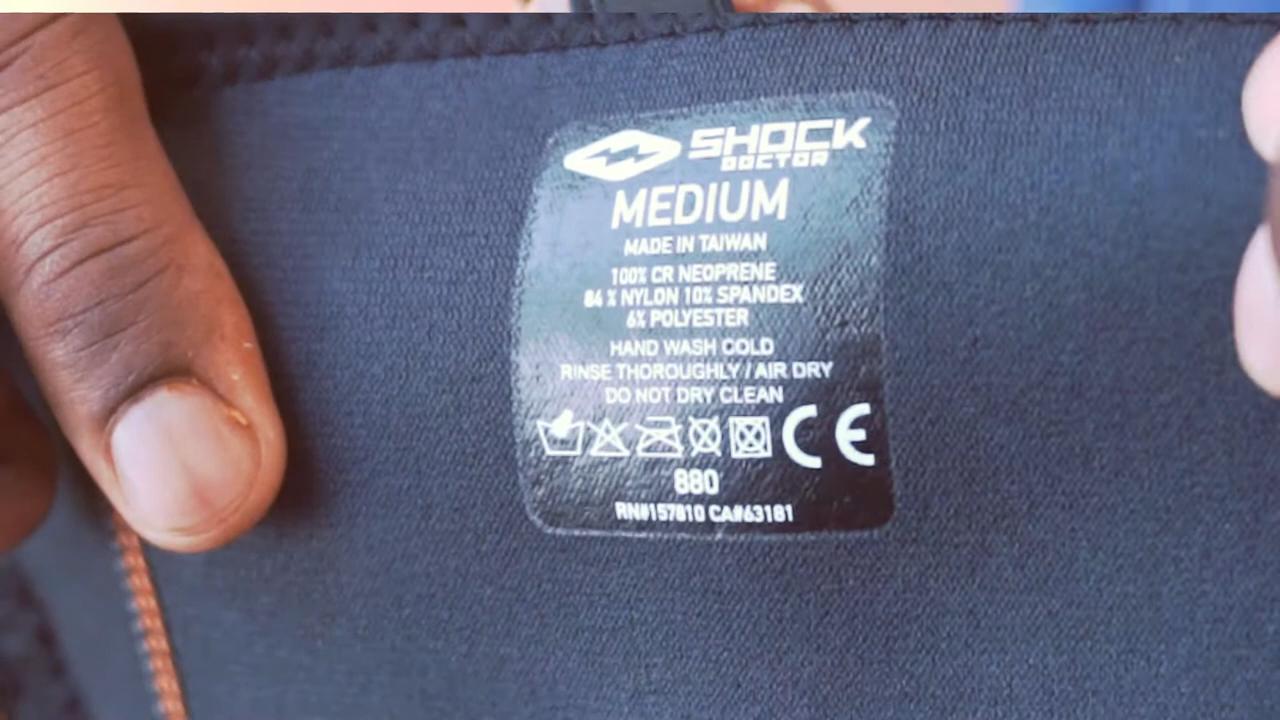 SHOCK
DOCTOR
MEDIUM
MADE IN TAIWAN
100% CR NEOPRENE
84 % NYLON 10% SPANDEX
6% POLYESTER
HAND WASH COLD
RINSE THOROUGHLY / AIR DRY
DO NOT DRY CLEAN
CE
880
RN#157810 CA#63181